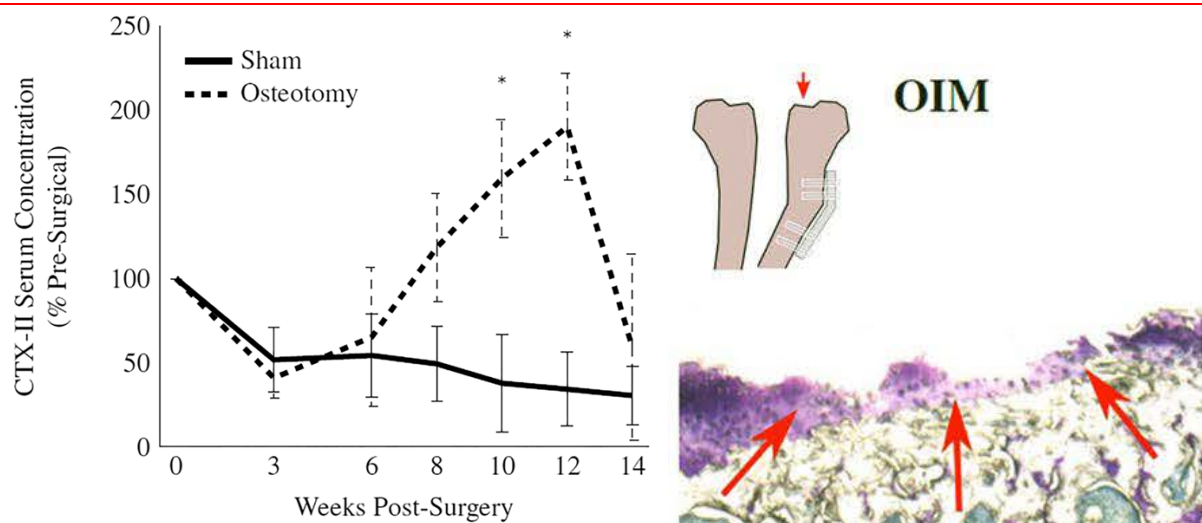 250
200
150
100
50
0
CTX-II Serum Concentration
(% Pre-Surgical)
Sham
Osteotomy
*
*
0 3 6 8 10 12 14
Weeks Post-Surgery
OIM